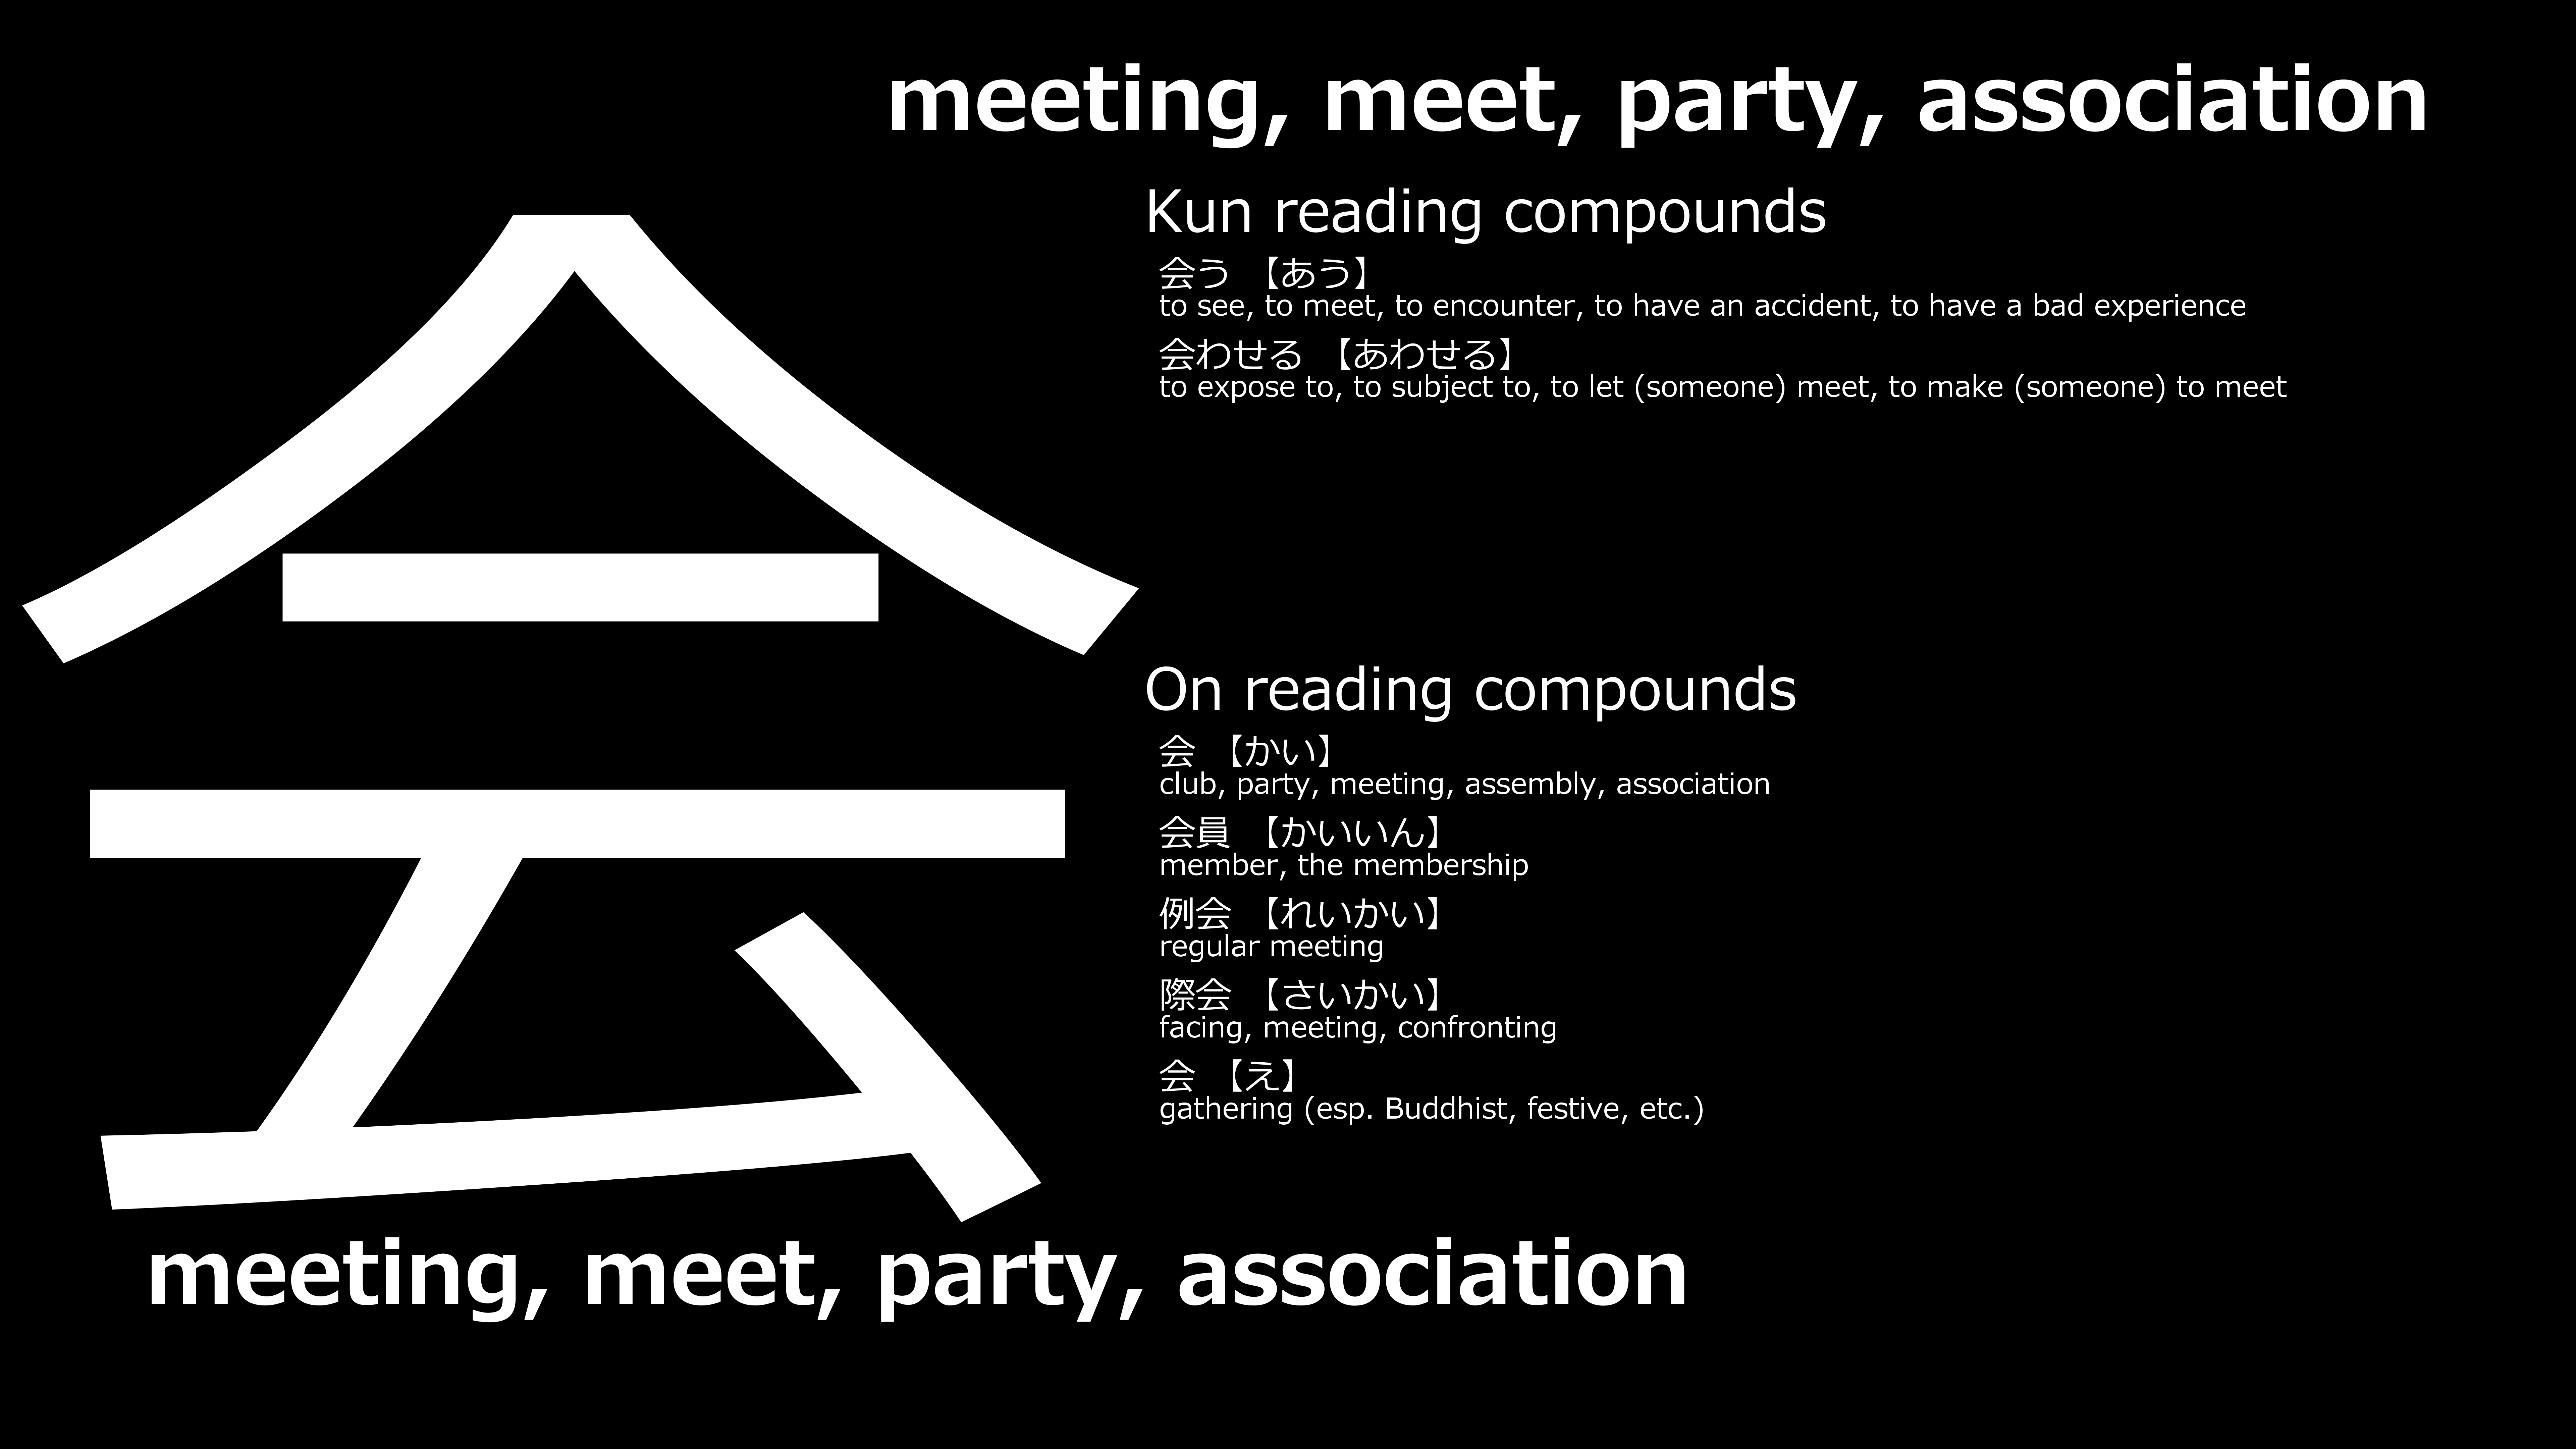 meeting, meet, party, association
会
Kun reading compounds
会う 【あう】
to see, to meet, to encounter, to have an accident, to have a bad experience
会わせる 【あわせる】
to expose to, to subject to, to let (someone) meet, to make (someone) to meet
On reading compounds
会 【かい】
club, party, meeting, assembly, association
会員 【かいいん】
member, the membership
例会 【れいかい】
regular meeting
際会 【さいかい】
facing, meeting, confronting
会 【え】
gathering (esp. Buddhist, festive, etc.)
meeting, meet, party, association